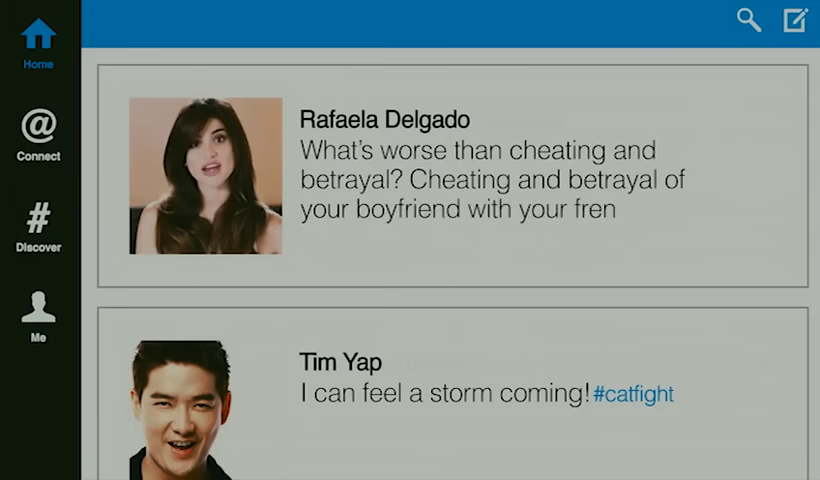 Home
@
Connect
#
Discover
Me
Rafaela Delgado
What's worse than cheating and
betrayal? Cheating and betrayal of
your boyfriend with your fren
Tim Yap
I can feel a storm coming! #catfight